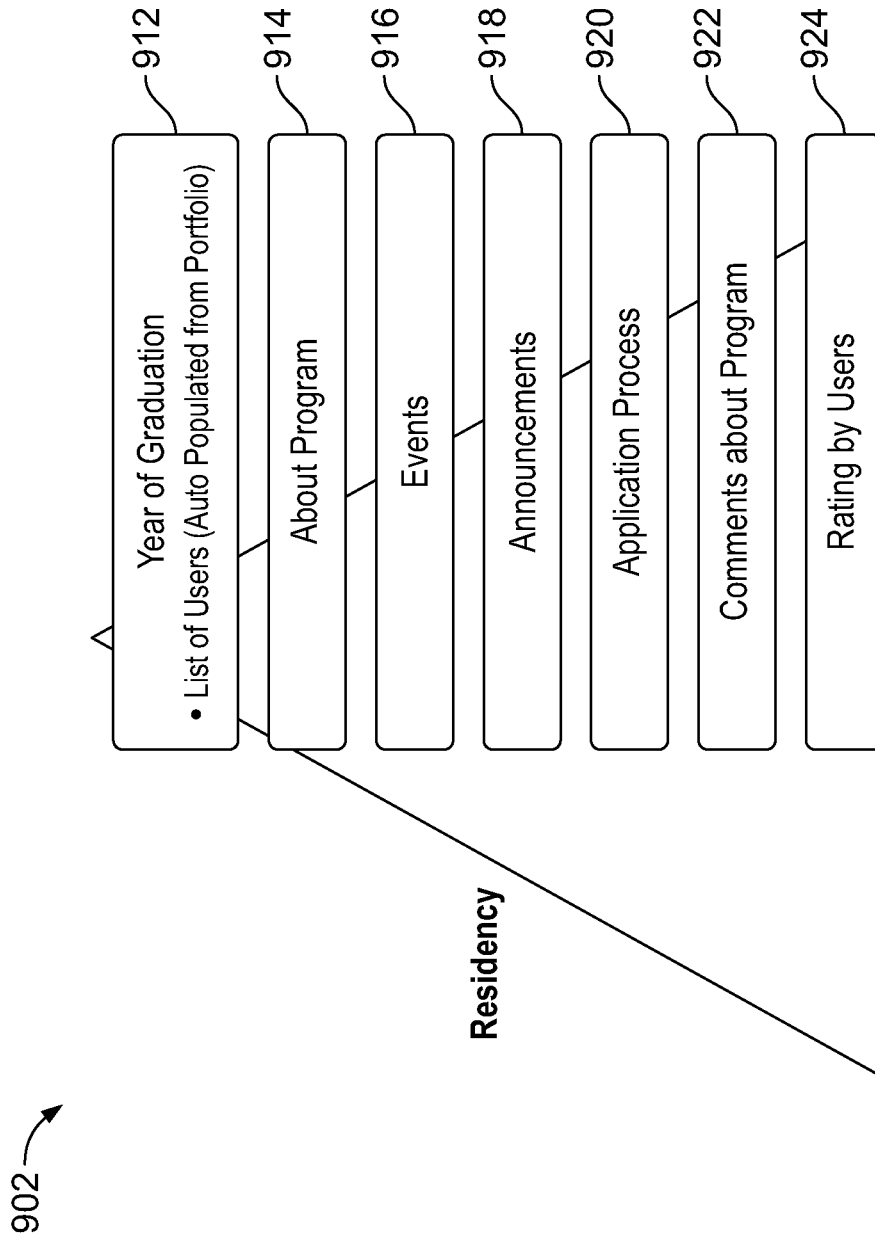 902
Residency
Year of Graduation
• List of Users (Auto Populated from Portfolio)
912
About Program
914
Events
916
Announcements
918
Application Process
920
Comments about Program
922
Rating by Users
924